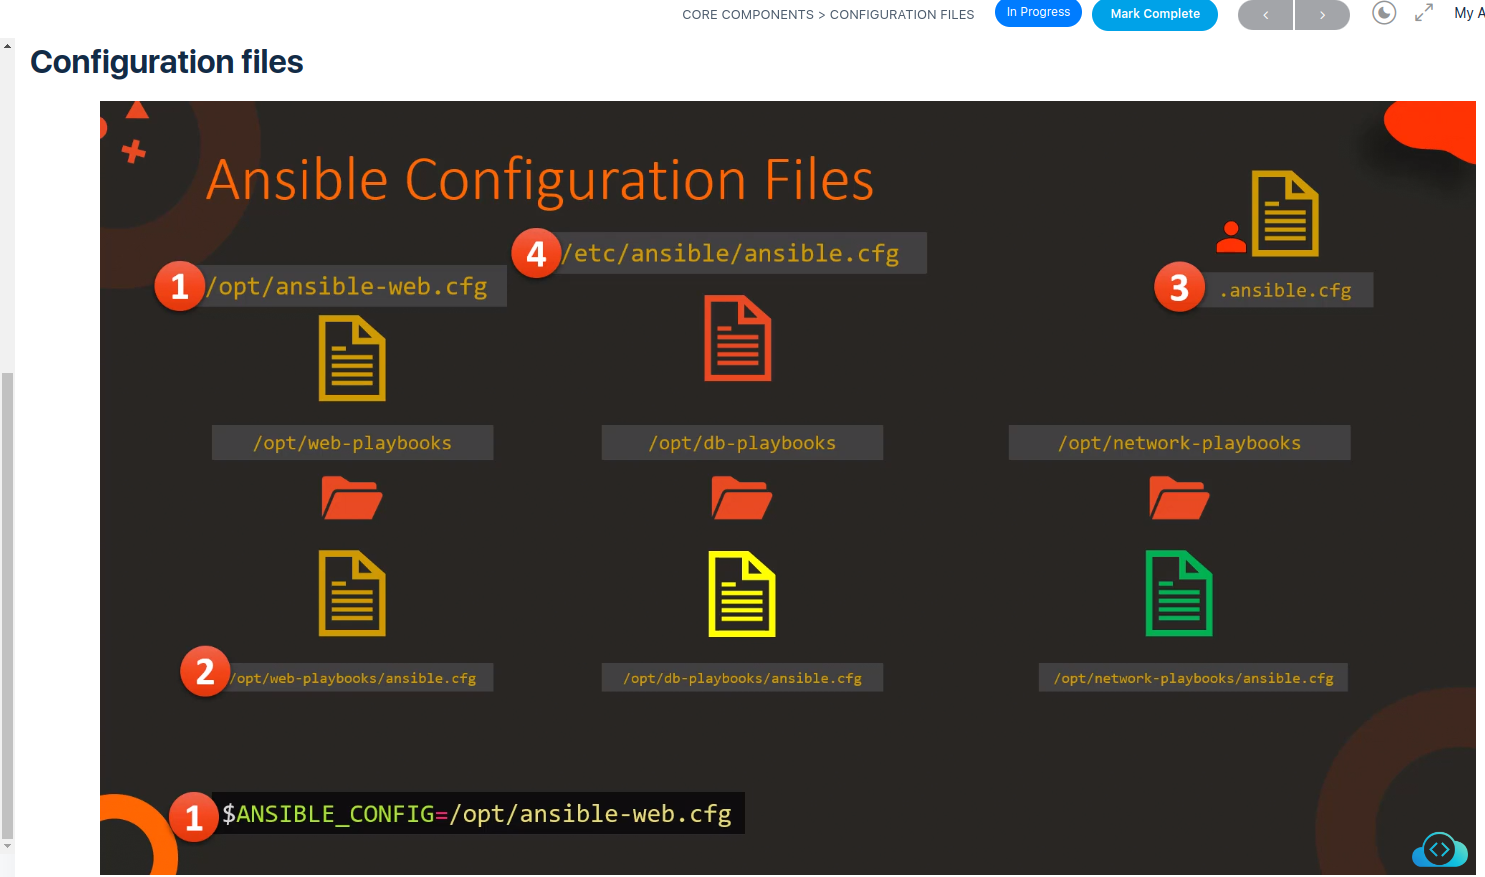 CORE COMPONENTS > CONFIGURATION FILES
In Progress
Mark Complete
My A
Configuration files
Ansible Configuration Files
4 /etc/ansible/ansible.cfg
1 /opt/ansible-web.cfg
3 .ansible.cfg
/opt/web-playbooks
/opt/db-playbooks
/opt/network-playbooks
2 /opt/web-playbooks/ansible.cfg
/opt/db-playbooks/ansible.cfg
/opt/network-playbooks/ansible.cfg
1 $ANSIBLE_CONFIG=/opt/ansible-web.cfg